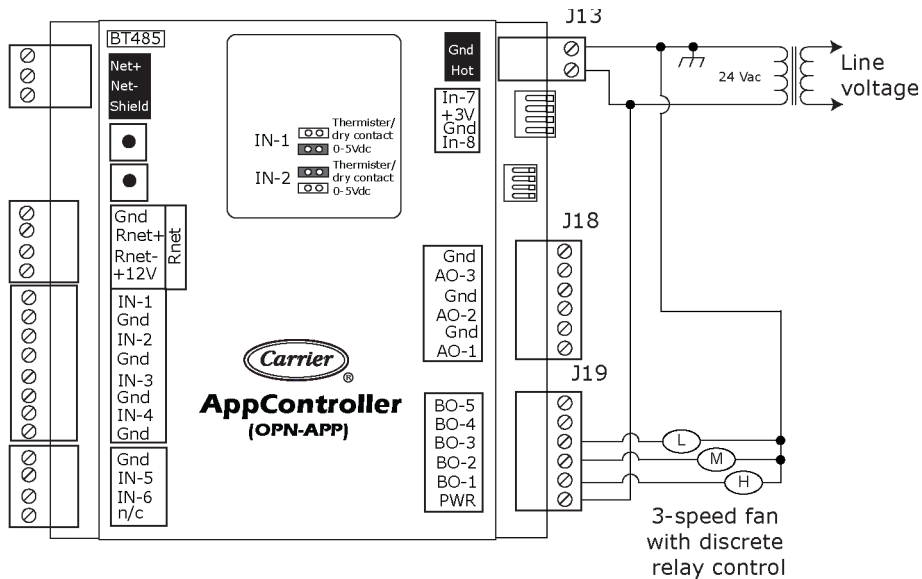 J13
BT485
Net+
Net-
Shield
Gnd
Hot
In-7
+3V
Gnd
In-8
24 Vac
Line
voltage
IN-1
Thermister/
dry contact
0-5Vdc
IN-2
Thermister/
dry contact
0-5Vdc
Gnd
Rnet+
Rnet-
+12V
Rnet
J18
Gnd
AO-3
Gnd
AO-2
Gnd
AO-1
IN-1
Gnd
IN-2
Gnd
IN-3
Gnd
IN-4
Gnd
Carrier
®
AppController
(OPN-APP)
J19
BO-5
BO-4
BO-3
BO-2
BO-1
PWR
L
M
H
Gnd
IN-5
IN-6
n/c
3-speed fan
with discrete
relay control